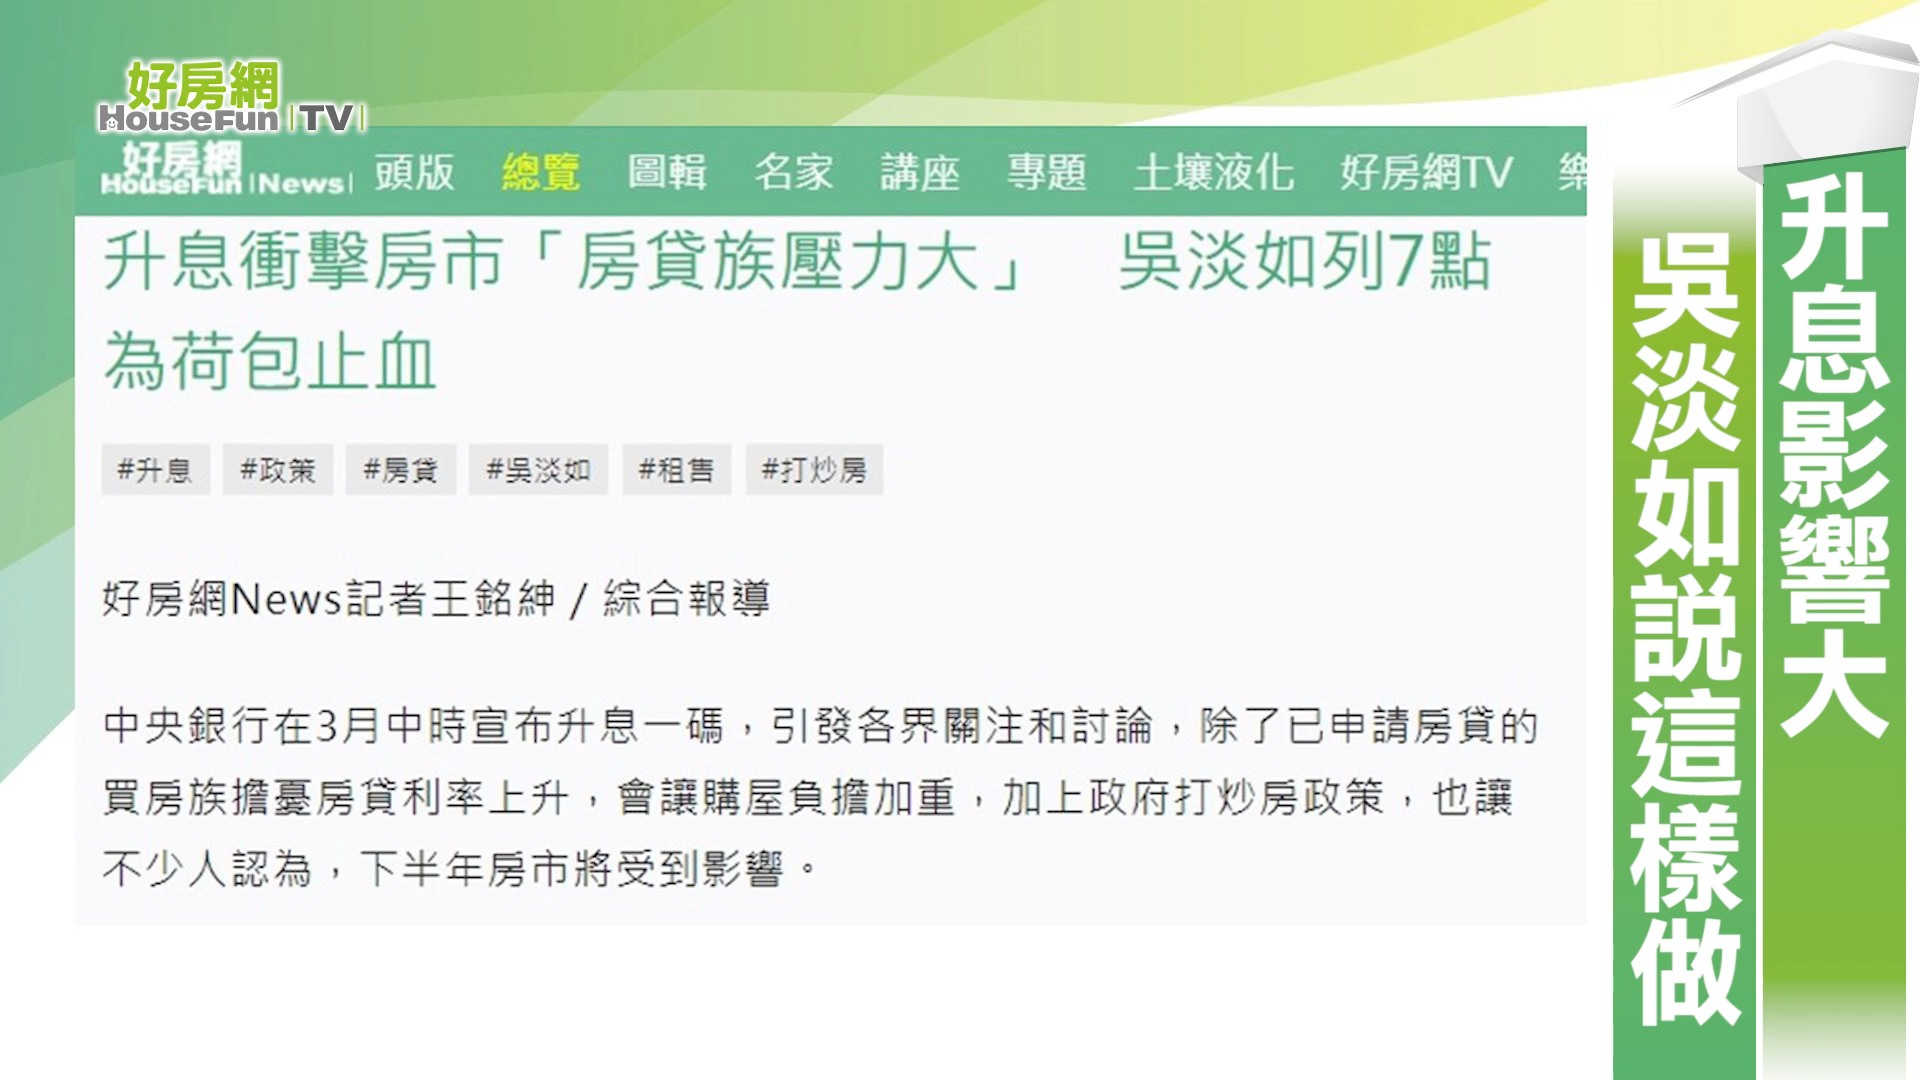 好房網
HouseFun|TV|
好房網
HouseFun|News|
頭版 總覽 圖輯 名家 講座 專題 土壤液化 好房網TV 樂
升息衝擊房市「房貸族壓力大」 吳淡如列7點
為荷包止血
#升息 #政策 #房貸 #吳淡如 #租售 #打炒房
好房網News記者王銘紳／綜合報導
中央銀行在3月中時宣布升息一碼，引發各界關注和討論，除了已申請房貸的
買房族擔憂房貸利率上升，會讓購屋負擔加重，加上政府打炒房政策，也讓
不少人認為，下半年房市將受到影響。
升息影響大
吳淡如說這樣做